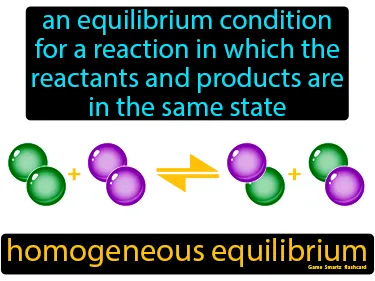 an equilibrium condition
for a reaction in which the
reactants and products are
in the same state
+ +
homogeneous equilibrium
Game Smartz flashcard